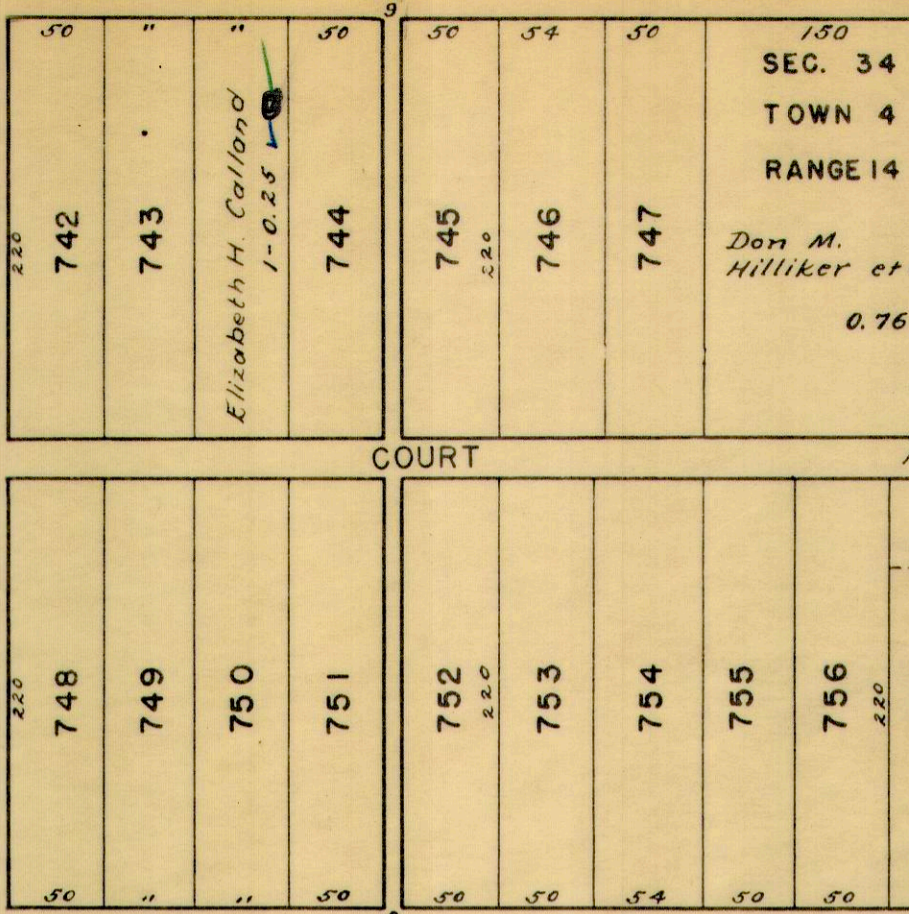 9
50 " " 50
50 54 50 150
SEC. 34
TOWN 4
RANGE 14
220
742
743
Elizabeth H. Calland
1-0.25
744
745
220
746
747
Don M.
Hilliker et
0.76
COURT
220
748
749
750
751
752
220
753
754
755
756
220
50 " " 50
50 50 54 50 50